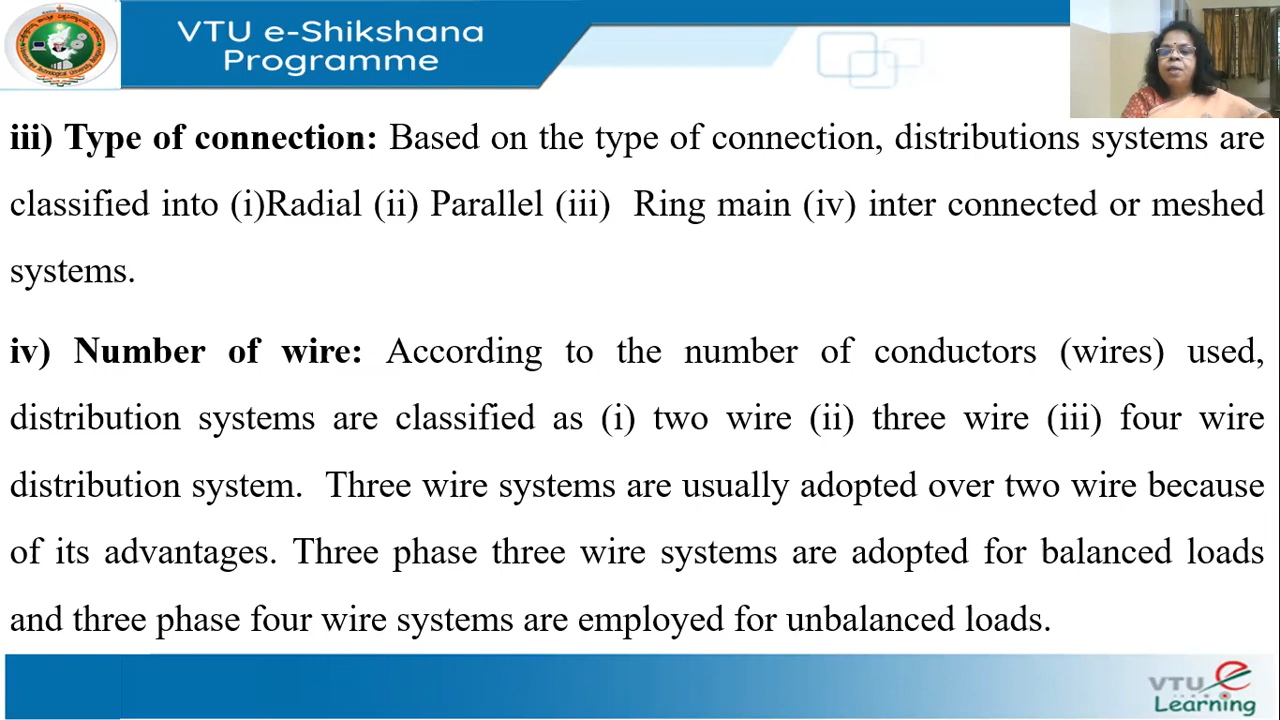 VTU e-Shikshana
Programme
iii) Type of connection: Based on the type of connection, distributions systems are
classified into (i)Radial (ii) Parallel (iii)  Ring main (iv) inter connected or meshed
systems.
iv) Number of wire: According to the number of conductors (wires) used,
distribution systems are classified as (i) two wire (ii) three wire (iii) four wire
distribution system.  Three wire systems are usually adopted over two wire because
of its advantages. Three phase three wire systems are adopted for balanced loads
and three phase four wire systems are employed for unbalanced loads.
VTU e
Learning